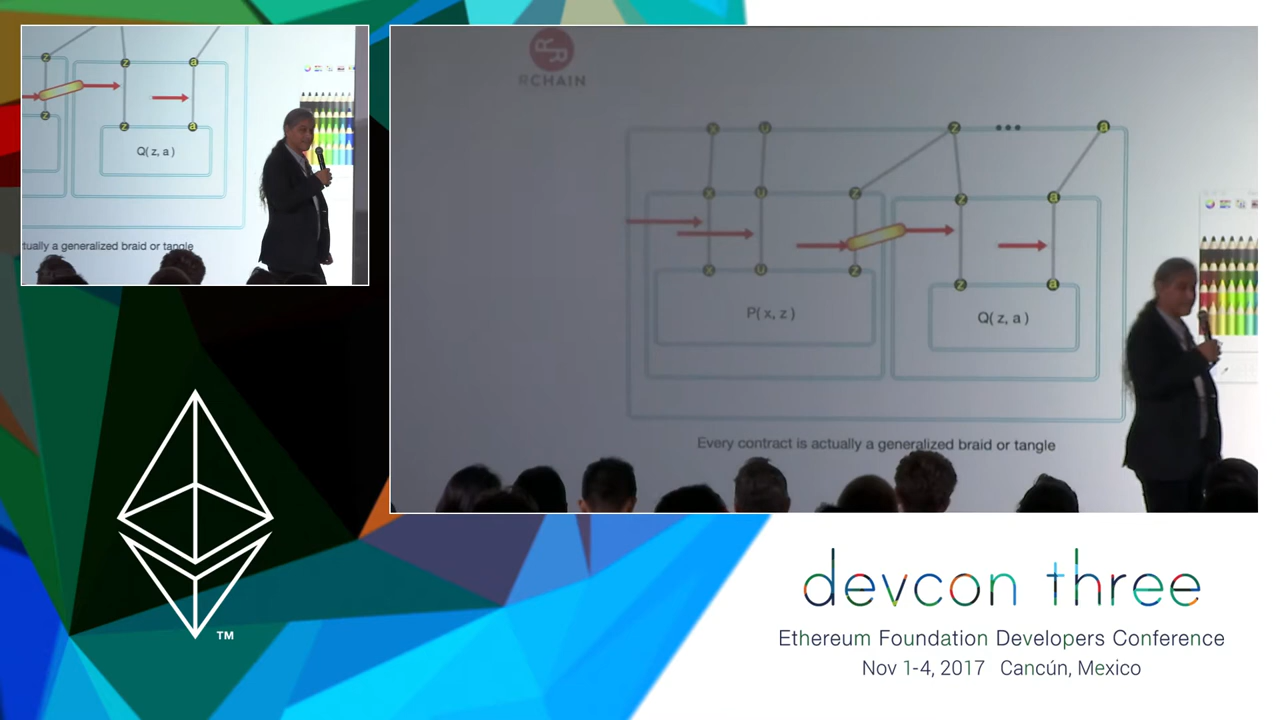 z
z
a
z
z
a
Q( z, a )
tually a generalized braid or tangle
RCHAIN
x
u
z
•••
a
x
u
z
z
a
x
u
z
z
a
P( x, z )
Q( z, a )
Every contract is actually a generalized braid or tangle
TM
devcon three
Ethereum Foundation Developers Conference
Nov 1-4, 2017 Cancún, Mexico